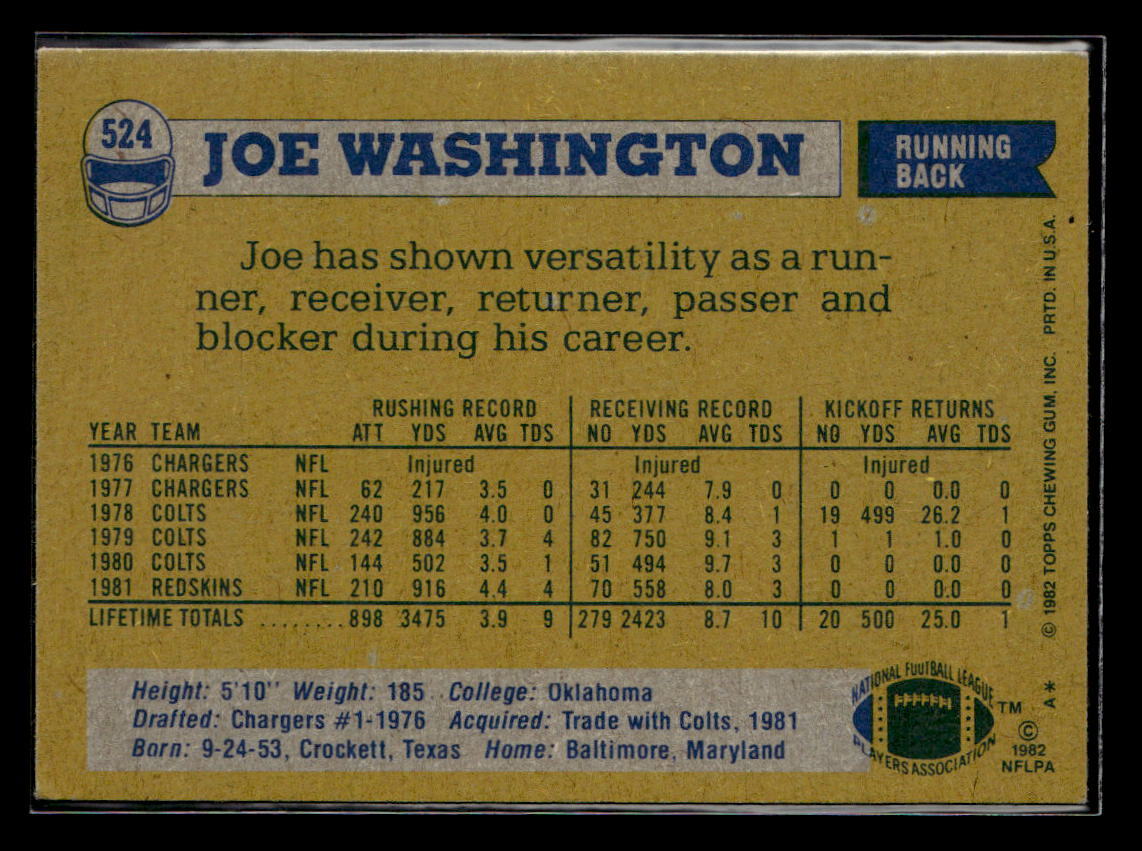 524
JOE WASHINGTON
RUNNING
BACK
Joe has shown versatility as a run-
ner, receiver, returner, passer and
blocker during his career.
RUSHING RECORD RECEIVING RECORD KICKOFF RETURNS
YEAR TEAM ATT YDS AVG TDS NO YDS AVG TDS NO YDS AVG TDS
1976 CHARGERS NFL Injured Injured Injured
1977 CHARGERS NFL 62 217 3.5 0 31 244 7.9 0 0 0 0.0 0
1978 COLTS NFL 240 956 4.0 0 45 377 8.4 1 19 499 26.2 1
1979 COLTS NFL 242 884 3.7 4 82 750 9.1 3 1 1 1.0 0
1980 COLTS NFL 144 502 3.5 1 51 494 9.7 3 0 0 0.0 0
1981 REDSKINS NFL 210 916 4.4 4 70 558 8.0 3 0 0 0.0 0
LIFETIME TOTALS ........ 898 3475 3.9 9 279 2423 8.7 10 20 500 25.0 1
Height: 5'10" Weight: 185 College: Oklahoma
Drafted: Chargers #1-1976 Acquired: Trade with Colts, 1981
Born: 9-24-53, Crockett, Texas Home: Baltimore, Maryland
NATIONAL FOOTBALL LEAGUE
PLAYERS ASSOCIATION
TM
©
1982
NFLPA
A*
© 1982 TOPPS CHEWING GUM, INC. PRTD. IN U.S.A.